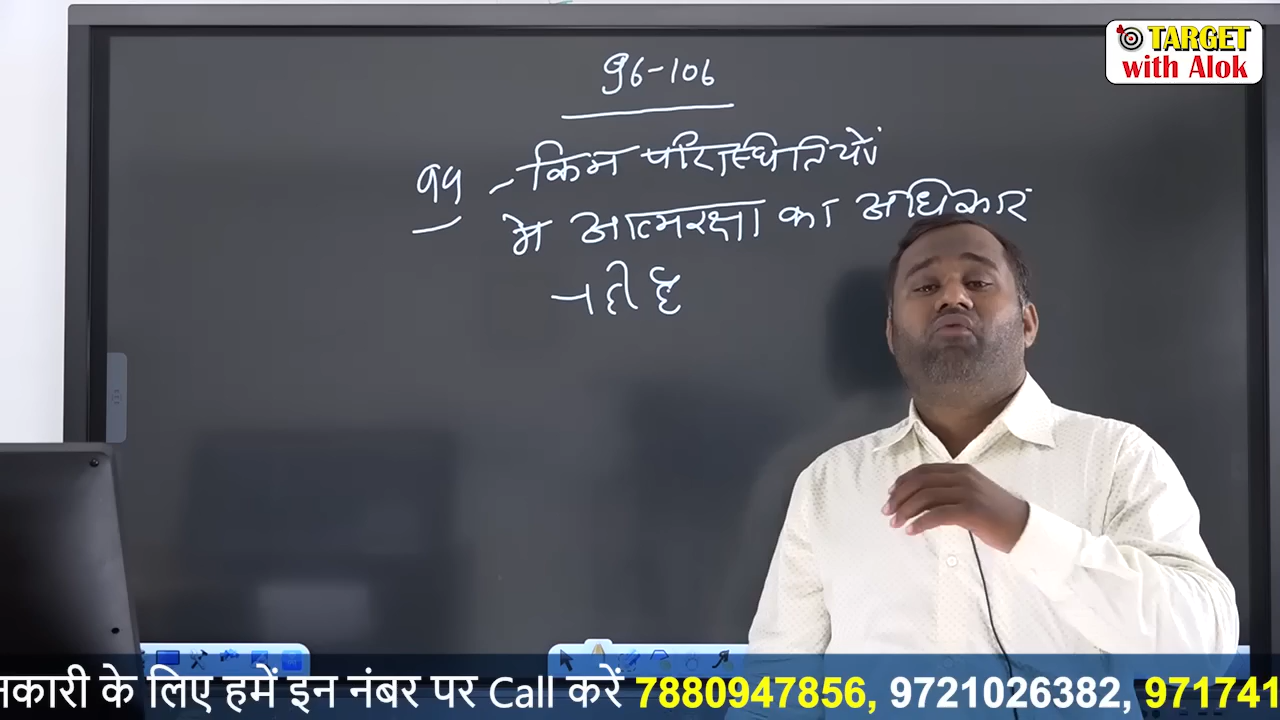 TARGET
with Alok
96-106
99 - किन परिस्थितियों
मे आत्मरक्षा का अधिकार
नही है
नकारी के लिए हमें इन नंबर पर Call करें 7880947856, 9721026382, 971741